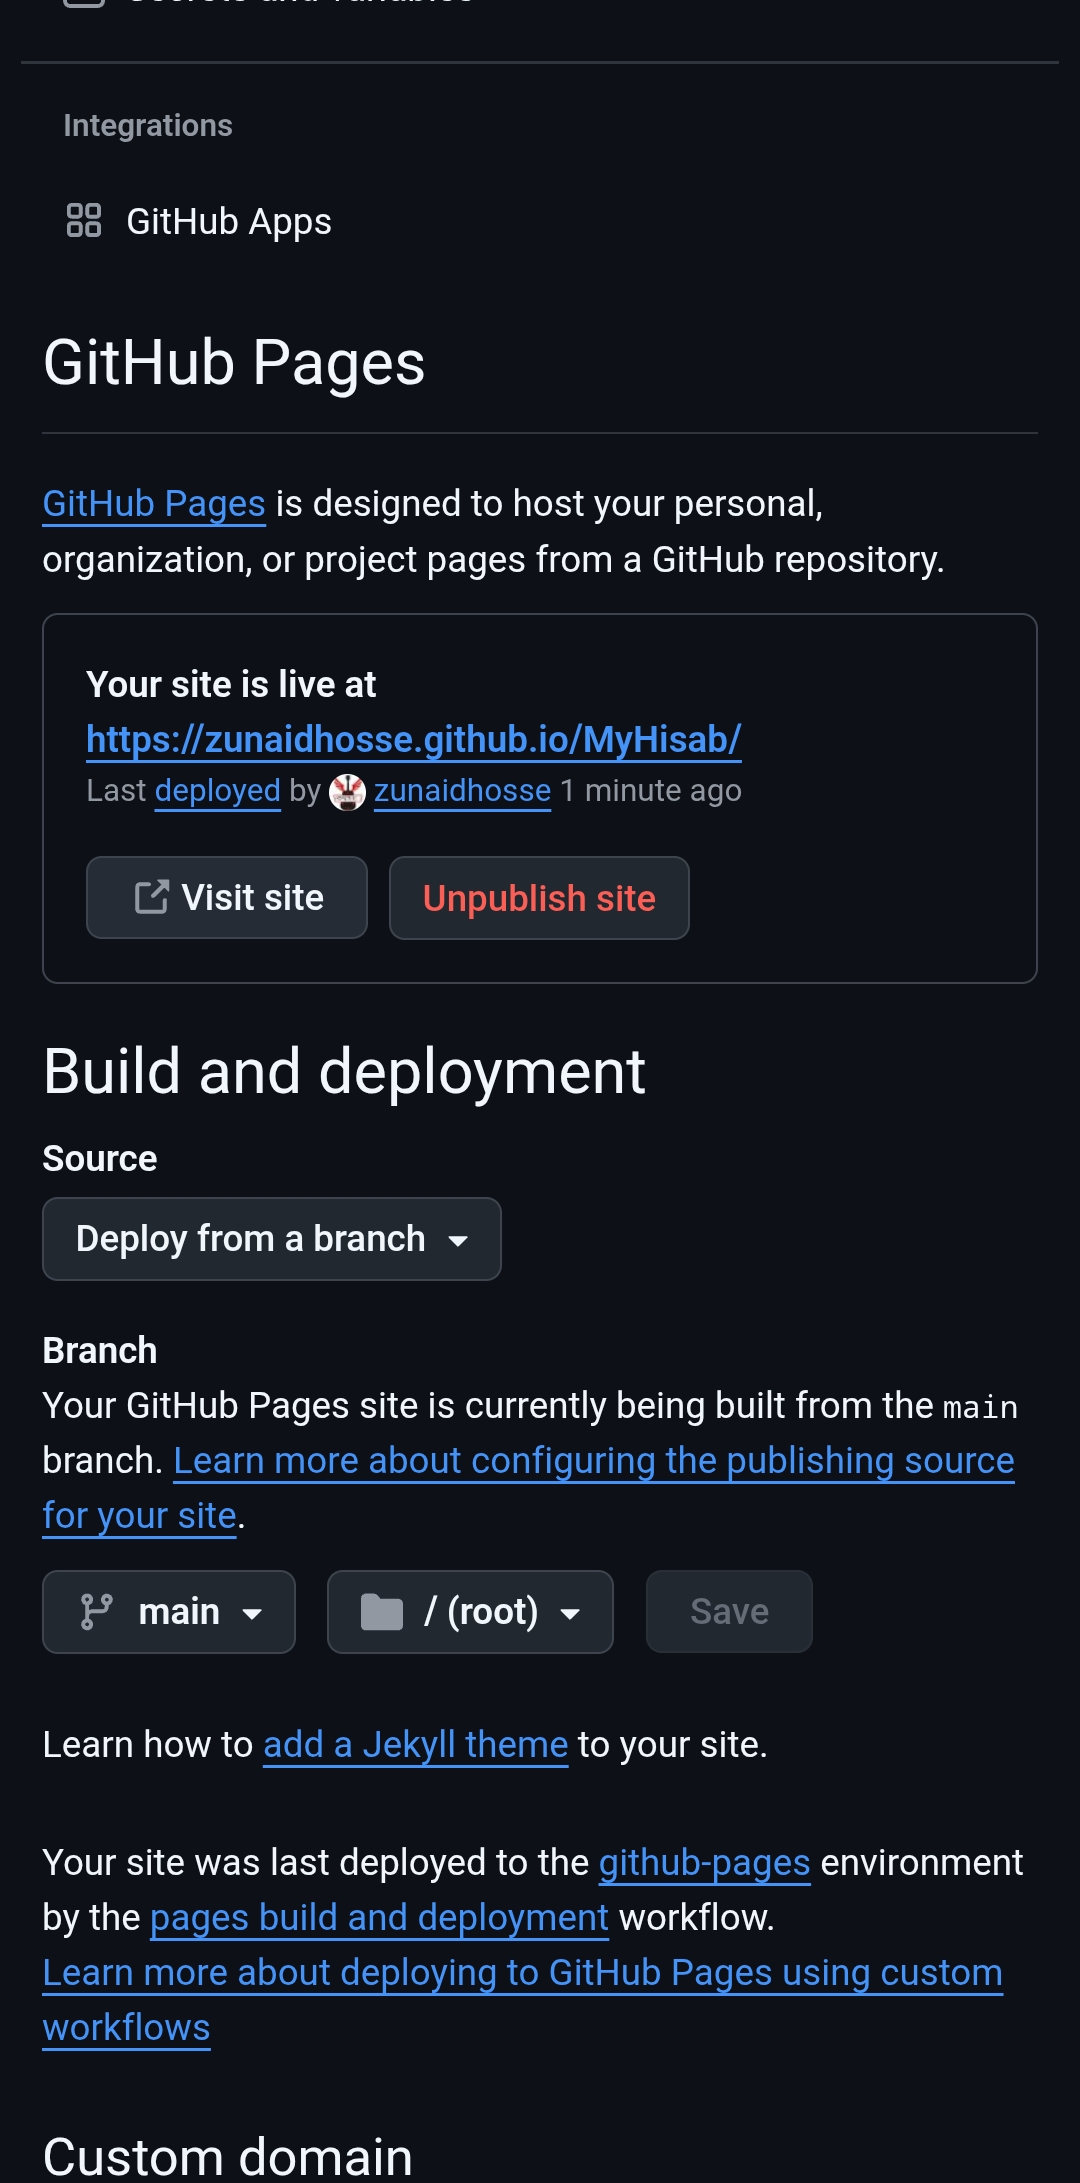 Integrations
GitHub Apps
GitHub Pages
GitHub Pages is designed to host your personal,
organization, or project pages from a GitHub repository.
Your site is live at
https://zunaidhosse.github.io/MyHisab/
Last deployed by zunaidhosse 1 minute ago
Visit site
Unpublish site
Build and deployment
Source
Deploy from a branch
Branch
Your GitHub Pages site is currently being built from the main
branch. Learn more about configuring the publishing source
for your site.
main
/ (root)
Save
Learn how to add a Jekyll theme to your site.
Your site was last deployed to the github-pages environment
by the pages build and deployment workflow.
Learn more about deploying to GitHub Pages using custom
workflows
Custom domain